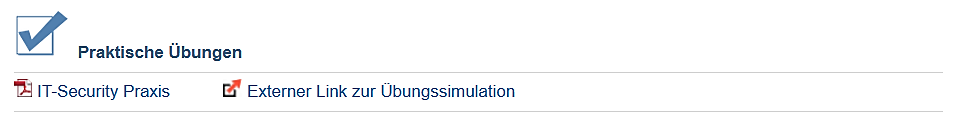 Praktische Übungen
IT-Security Praxis Externer Link zur Übungssimulation